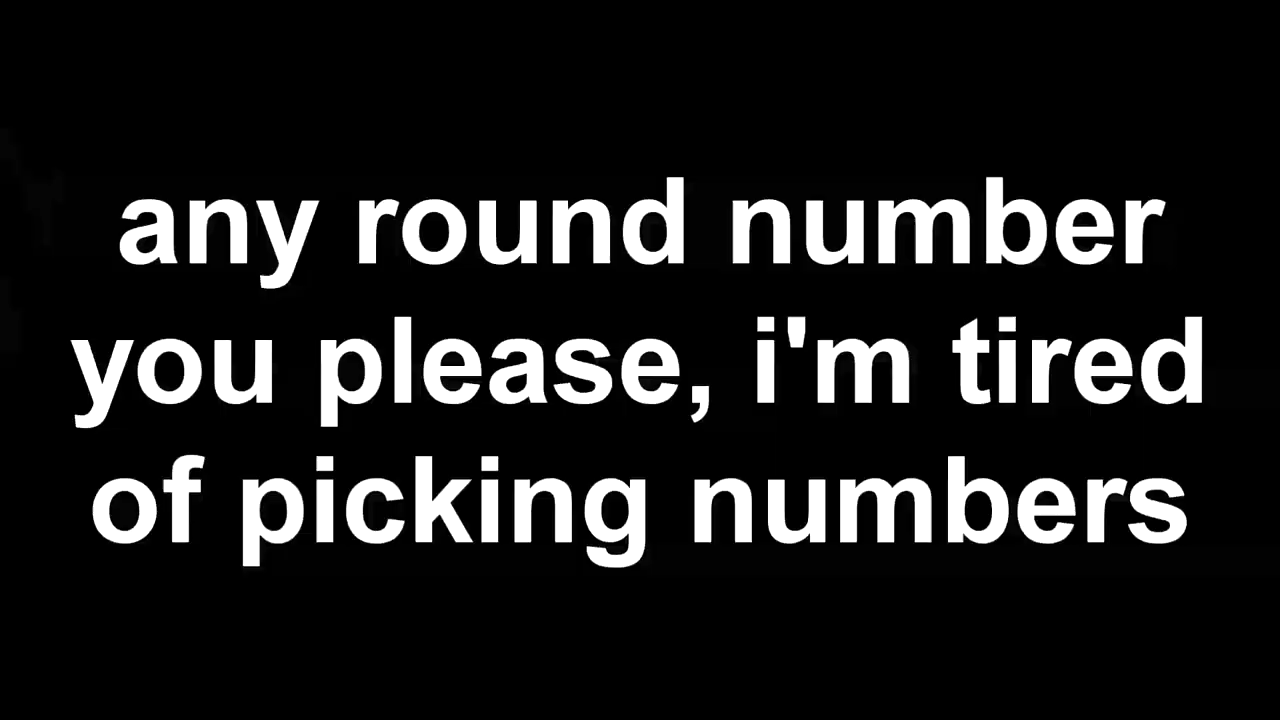 any round number
you please, i'm tired
of picking numbers